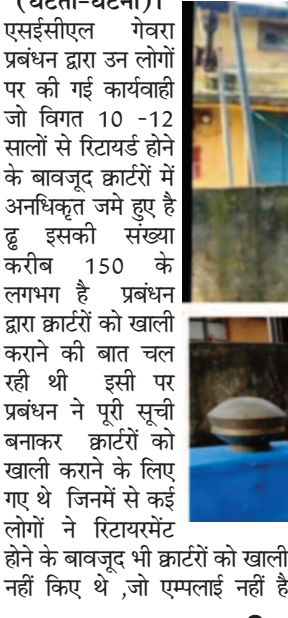 (घटती-घटना)।
एसईसीएल गेवरा
प्रबंधन द्वारा उन लोगों
पर की गई कार्यवाही
जो विगत 10 -12
सालों से रिटायर्ड होने
के बावजूद क्वार्टरों में
अनधिकृत जमे हुए है
ढ्ढ इसकी संख्या
करीब 150 के
लगभग है प्रबंधन
द्वारा क्वार्टरों को खाली
कराने की बात चल
रही थी इसी पर
प्रबंधन ने पूरी सूची
बनाकर क्वार्टरों को
खाली कराने के लिए
गए थे जिनमें से कई
लोगों ने रिटायरमेंट
होने के बावजूद भी क्वार्टरों को खाली
नहीं किए थे ,जो एम्पलाई नहीं है